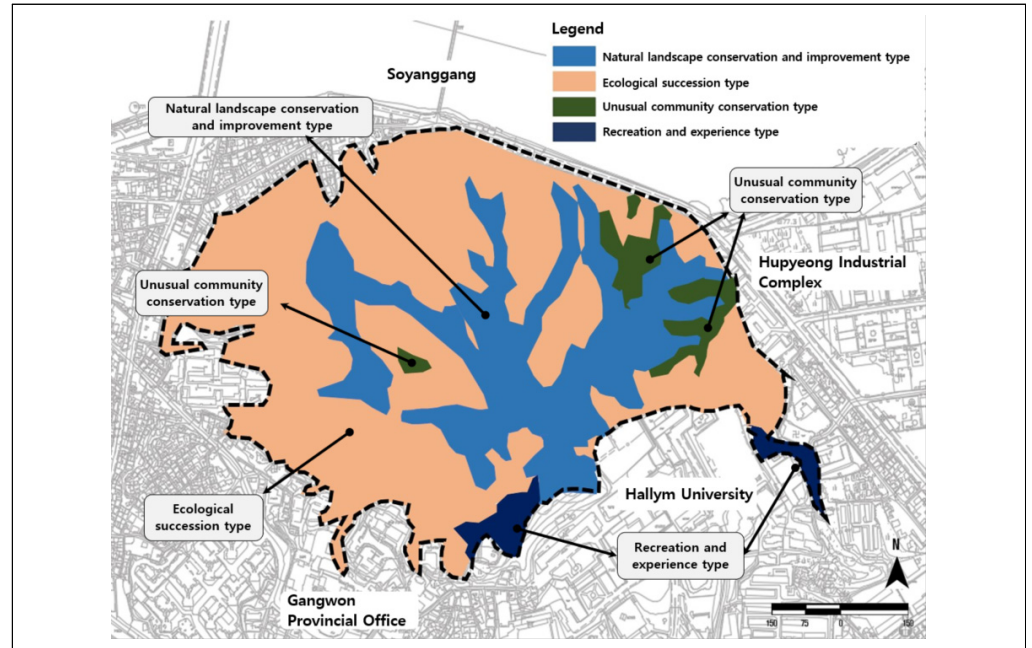 Legend
Natural landscape conservation and improvement type
Ecological succession type
Unusual community conservation type
Recreation and experience type
Soyanggang
Natural landscape conservation
and improvement type
Unusual community
conservation type
Hupyeong Industrial
Complex
Unusual community
conservation type
Ecological
succession type
Hallym University
Recreation and
experience type
Gangwon
Provincial Office
N
150 75 0 150